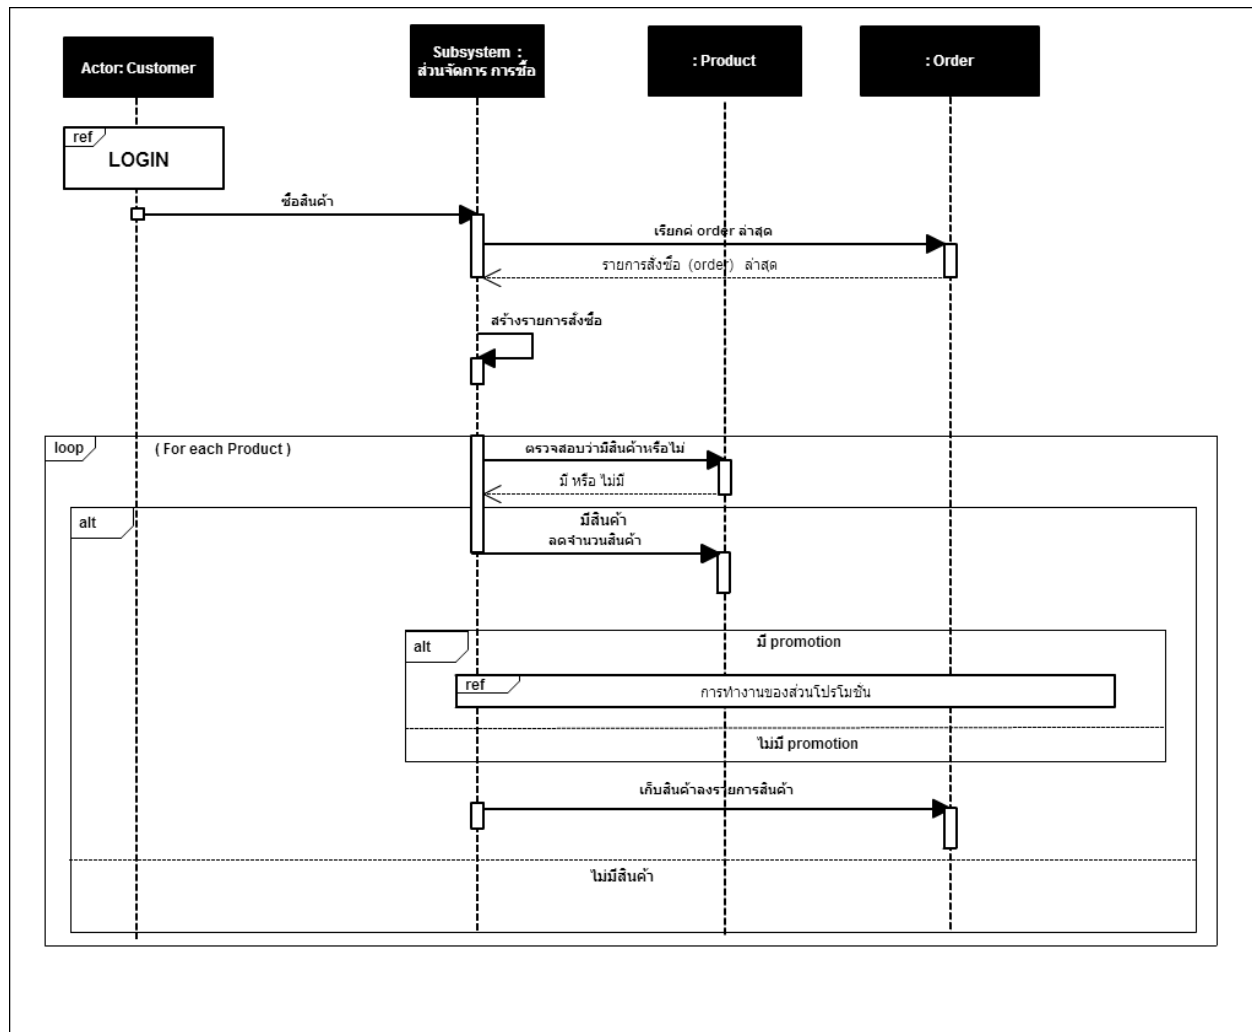 Actor: Customer
Subsystem :
ส่วนจัดการ การซื้อ
: Product
: Order
ref
LOGIN
ซื้อสินค้า
เรียกค่ order ล่าสุด
รายการสั่งซื้อ (order) ล่าสุด
สร้างรายการสั่งซื้อ
loop
( For each Product )
ตรวจสอบว่ามีสินค้าหรือไม่
มี หรือ ไม่มี
alt
มีสินค้า
ลดจำนวนสินค้า
alt
มี promotion
ref
การทำงานของส่วนโปรโมชั่น
ไม่มี promotion
เก็บสินค้าลงรายการสินค้า
ไม่มีสินค้า